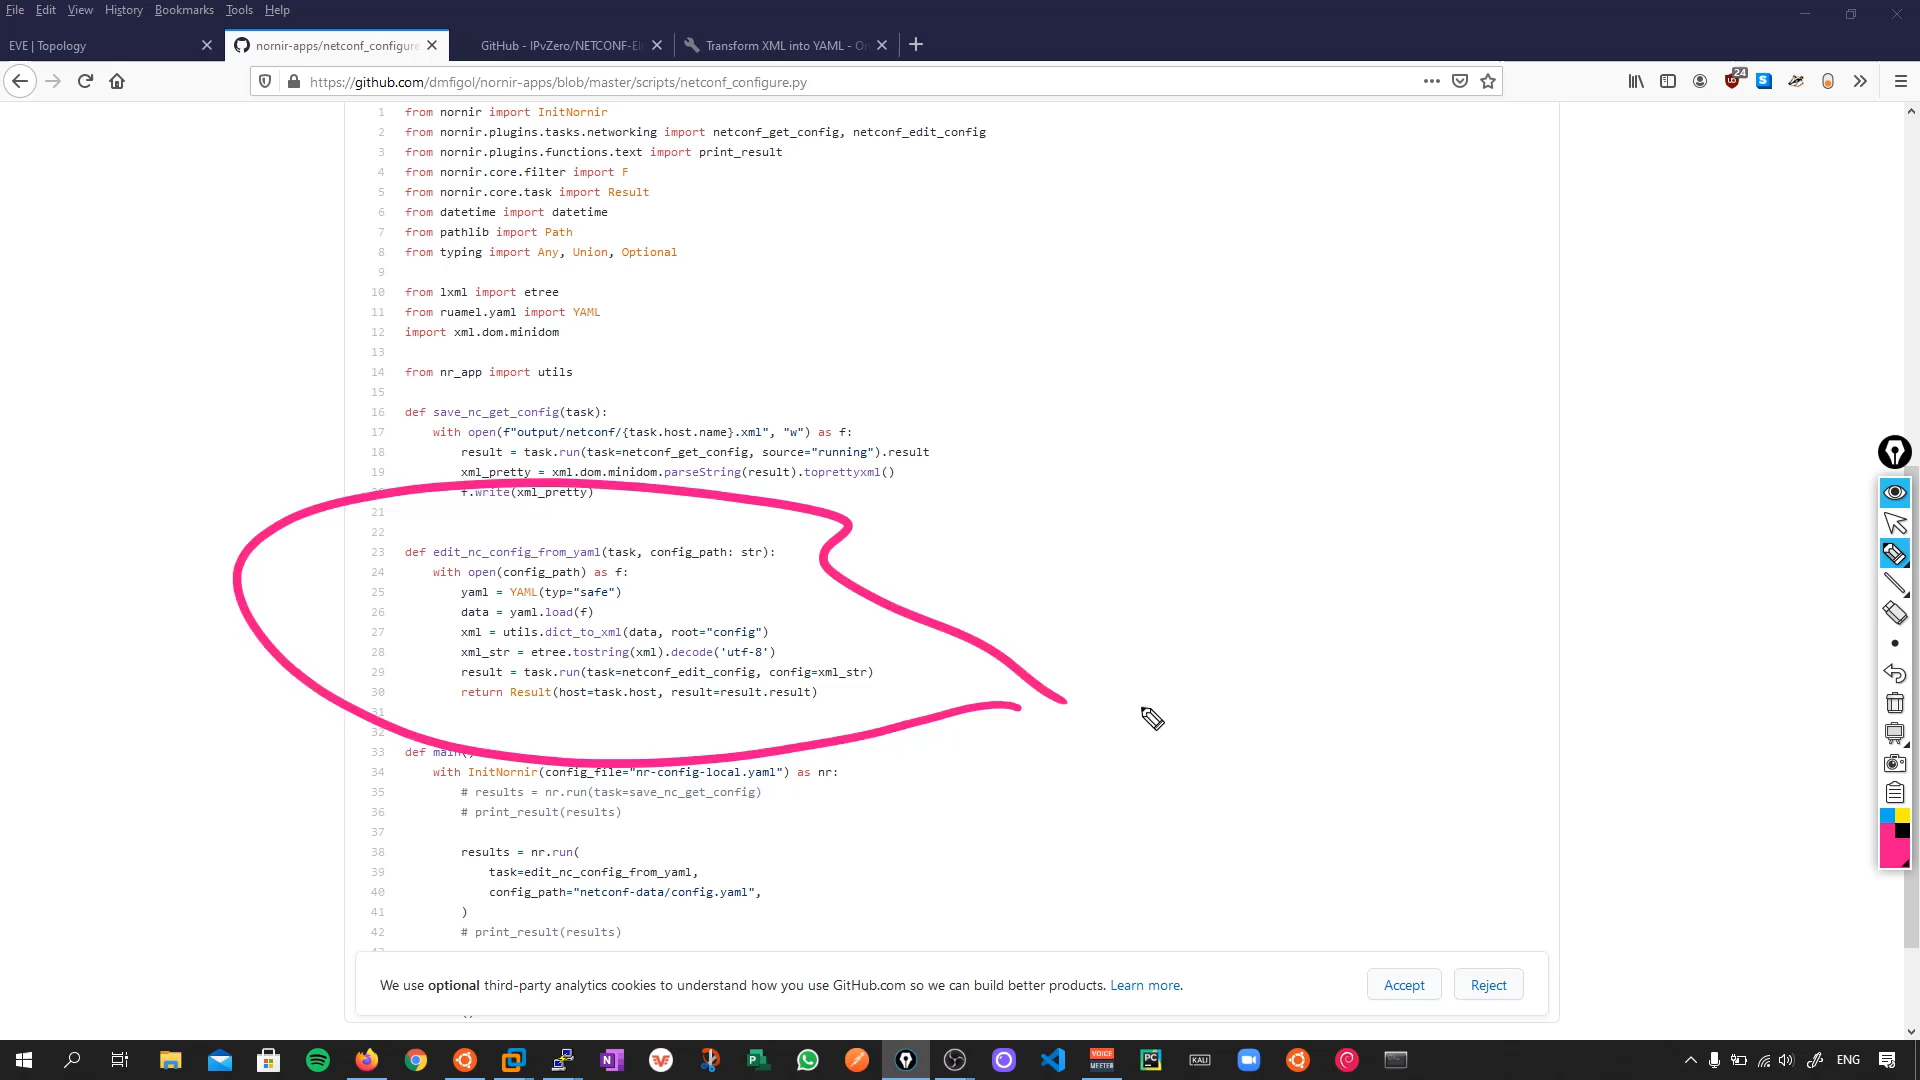 File Edit View History Bookmarks Tools Help
EVE | Topology
nornir-apps/netconf_configure
GitHub - IPvZero/NETCONF-El
Transform XML into YAML - On
https://github.com/dmfigol/nornir-apps/blob/master/scripts/netconf_configure.py
24
1 from nornir import InitNornir
2 from nornir.plugins.tasks.networking import netconf_get_config, netconf_edit_config
3 from nornir.plugins.functions.text import print_result
4 from nornir.core.filter import F
5 from nornir.core.task import Result
6 from datetime import datetime
7 from pathlib import Path
8 from typing import Any, Union, Optional
9
10 from lxml import etree
11 from ruamel.yaml import YAML
12 import xml.dom.minidom
13
14 from nr_app import utils
15
16 def save_nc_get_config(task):
17 with open(f"output/netconf/{task.host.name}.xml", "w") as f:
18 result = task.run(task=netconf_get_config, source="running").result
19 xml_pretty = xml.dom.minidom.parseString(result).toprettyxml()
20 f.write(xml_pretty)
21
22
23 def edit_nc_config_from_yaml(task, config_path: str):
24 with open(config_path) as f:
25 yaml = YAML(typ="safe")
26 data = yaml.load(f)
27 xml = utils.dict_to_xml(data, root="config")
28 xml_str = etree.tostring(xml).decode('utf-8')
29 result = task.run(task=netconf_edit_config, config=xml_str)
30 return Result(host=task.host, result=result.result)
31
32
33 def main()
34 with InitNornir(config_file="nr-config-local.yaml") as nr:
35 # results = nr.run(task=save_nc_get_config)
36 # print_result(results)
37
38 results = nr.run(
39 task=edit_nc_config_from_yaml,
40 config_path="netconf-data/config.yaml",
41 )
42 # print_result(results)
We use optional third-party analytics cookies to understand how you use GitHub.com so we can build better products. Learn more.
Accept
Reject
VOICE MEETER
PC
KALI
ENG